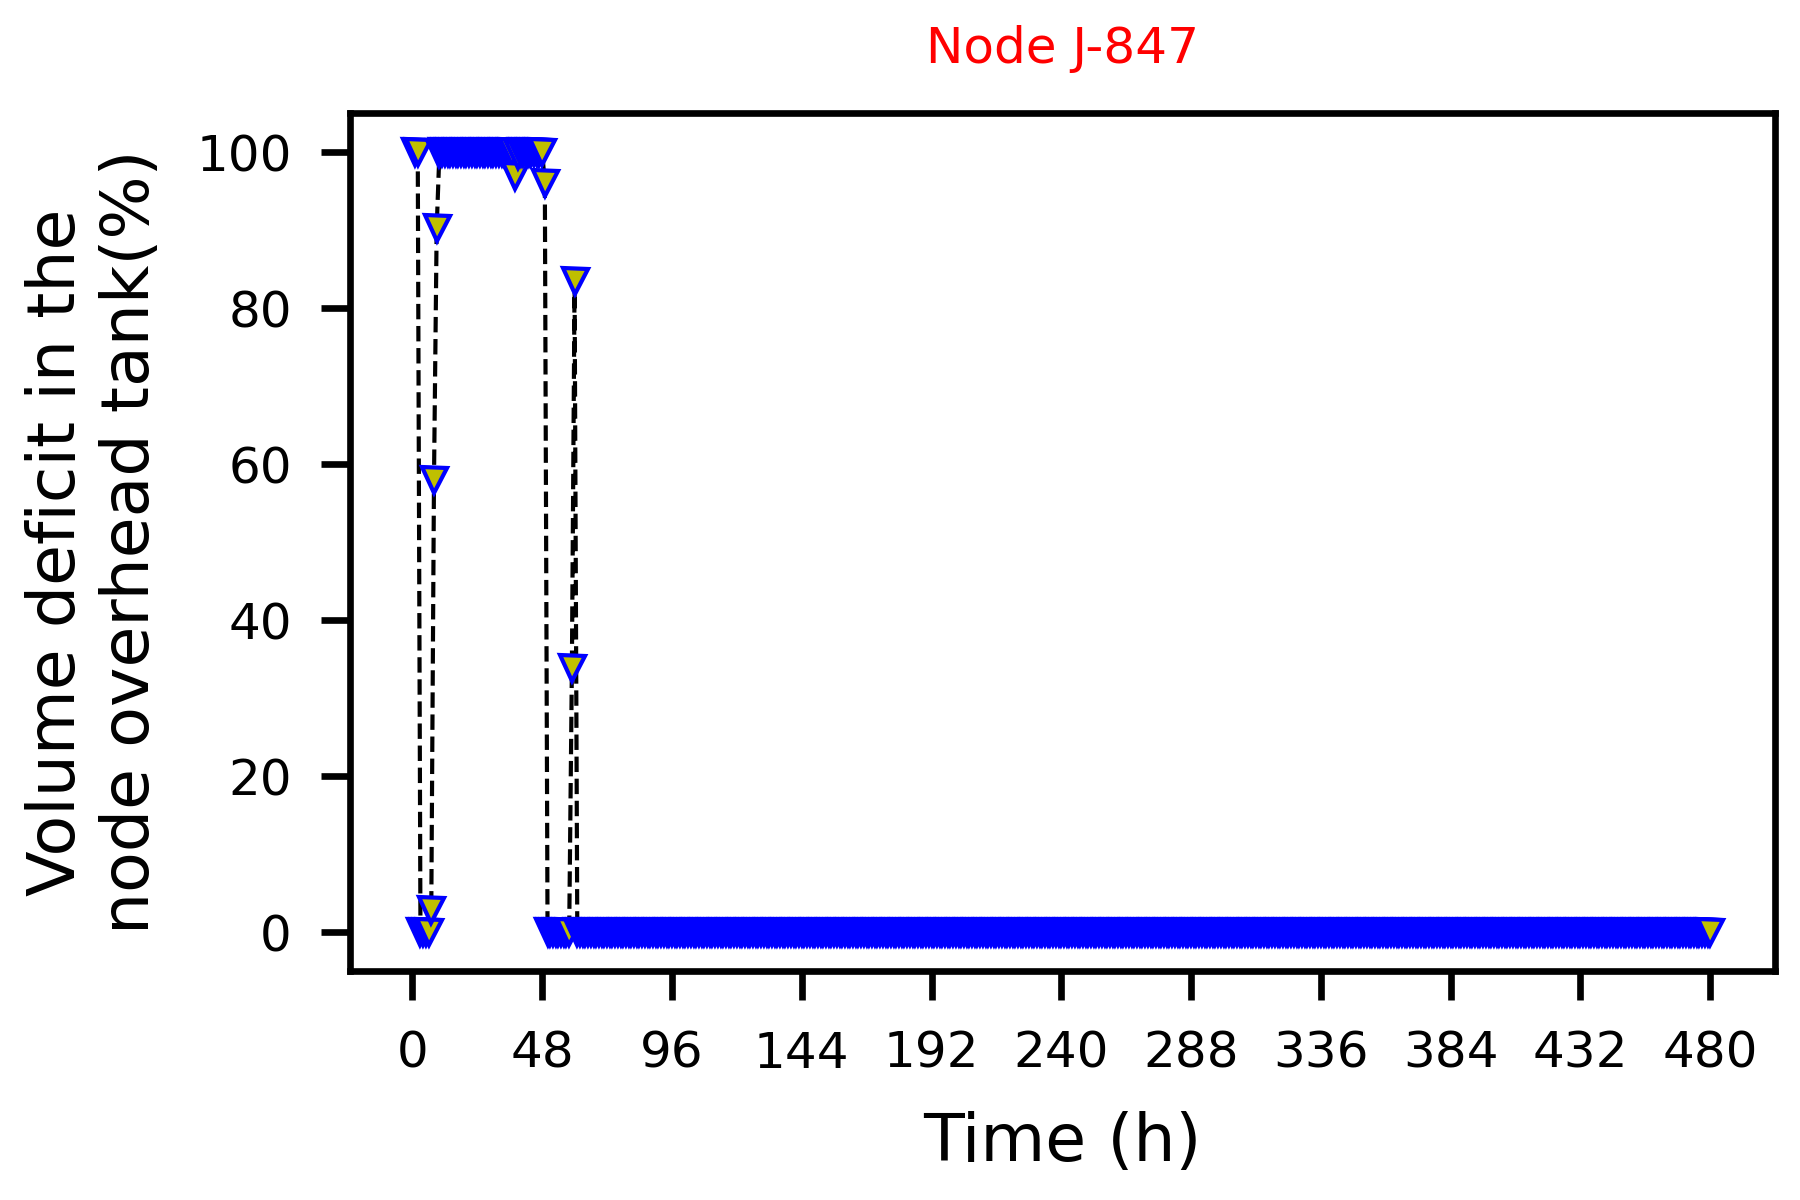 Node J-847
Volume deficit in the
node overhead tank(%)
100
80
60
40
20
0
0 48 96 144 192 240 288 336 384 432 480
Time (h)